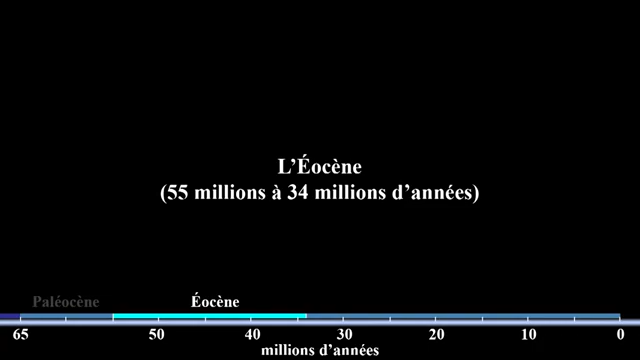 L’Éocène
(55 millions à 34 millions d’années)
Paléocène Éocène
65 50 40 30 20 10 0
millions d’années